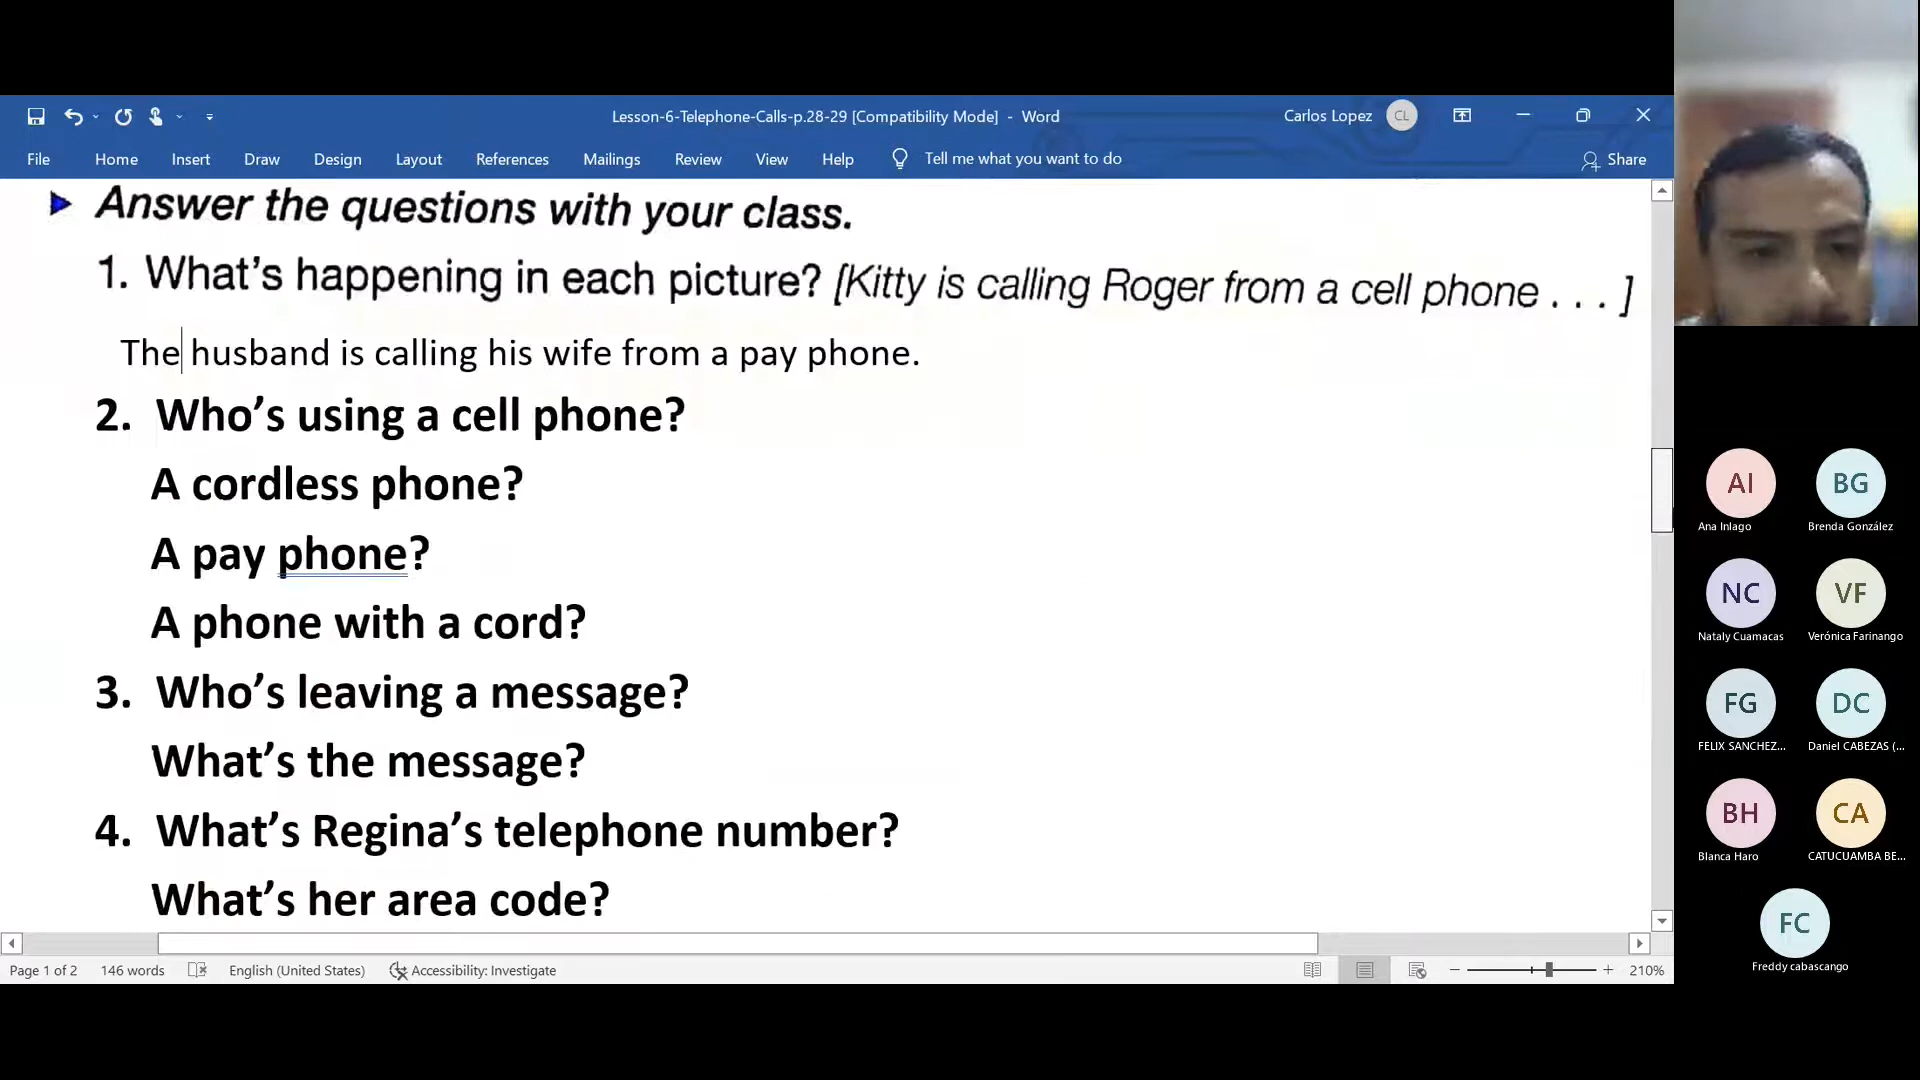 Lesson-6-Telephone-Calls-p.28-29 [Compatibility Mode] - Word
Carlos Lopez CL
File Home Insert Draw Design Layout References Mailings Review View Help Tell me what you want to do Share
Answer the questions with your class.
1. What's happening in each picture? [Kitty is calling Roger from a cell phone . . . ]
The husband is calling his wife from a pay phone.
2. Who's using a cell phone?
A cordless phone?
A pay phone?
A phone with a cord?
3. Who's leaving a message?
What's the message?
4. What's Regina's telephone number?
What's her area code?
Page 1 of 2 146 words English (United States) Accessibility: Investigate 210%
AI BG
Ana Inlago Brenda González
NC VF
Nataly Cuamacas Verónica Farinango
FG DC
FELIX SANCHEZ... Daniel CABEZAS (...
BH CA
Blanca Haro CATUCUAMBA BE...
FC
Freddy cabascango